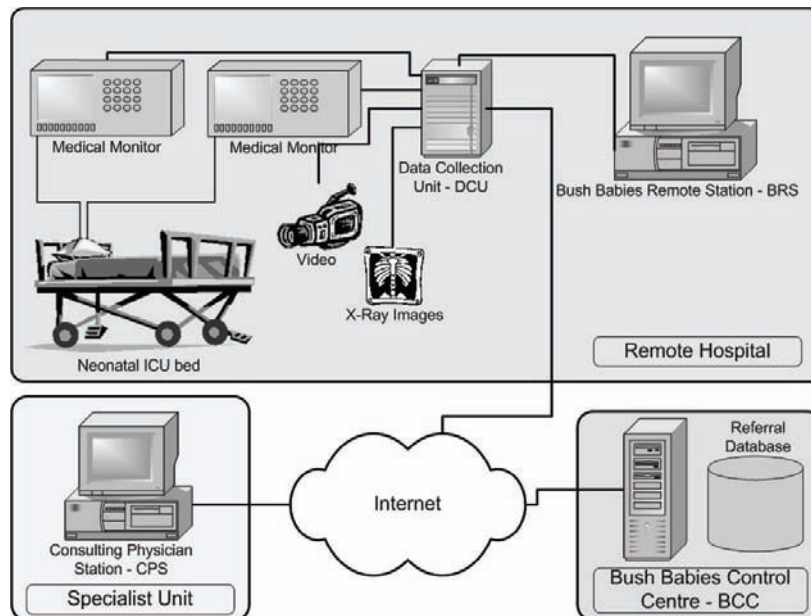 Medical Monitor
Medical Monitor
Data Collection
Unit - DCU
Bush Babies Remote Station - BRS
Video
X-Ray Images
Neonatal ICU bed
Remote Hospital
Consulting Physician
Station - CPS
Specialist Unit
Internet
Referral
Database
Bush Babies Control
Centre - BCC